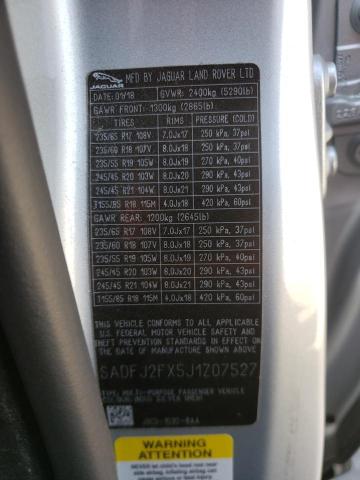 MFD BY JAGUAR LAND ROVER LTD
JAGUAR
DATE: 01/18 GVWR: 2400kg (5290lb)
GAWR FRONT: 1300kg (2865lb)
TIRES RIMS PRESSURE (COLD)
235/65 R17 108V 7.0Jx17 250 kPa, 37psi
235/60 R18 107V 8.0Jx18 250 kPa, 37psi
235/55 R19 105W 8.0Jx19 270 kPa, 40psi
245/45 R20 103W 8.0Jx20 290 kPa, 43psi
245/45 R21 104W 8.0Jx21 290 kPa, 43psi
T155/85 R18 115M 4.0Jx18 420 kPa, 60psi
GAWR REAR: 1200kg (2645lb)
235/65 R17 108V 7.0Jx17 250 kPa, 37psi
235/60 R18 107V 8.0Jx18 250 kPa, 37psi
235/55 R19 105W 8.0Jx19 270 kPa, 40psi
245/45 R20 103W 8.0Jx20 290 kPa, 43psi
245/45 R21 104W 8.0Jx21 290 kPa, 43psi
T155/85 R18 115M 4.0Jx18 420 kPa, 60psi
THIS VEHICLE CONFORMS TO ALL APPLICABLE
U.S. FEDERAL MOTOR VEHICLE SAFETY STANDARDS
IN EFFECT ON THE DATE OF MANUFACTURE
SHOWN ABOVE.
SADFJ2FX5J1Z07527
TYPE: MULTI-PURPOSE PASSENGER VEHICLE
WARNING
NEVER use